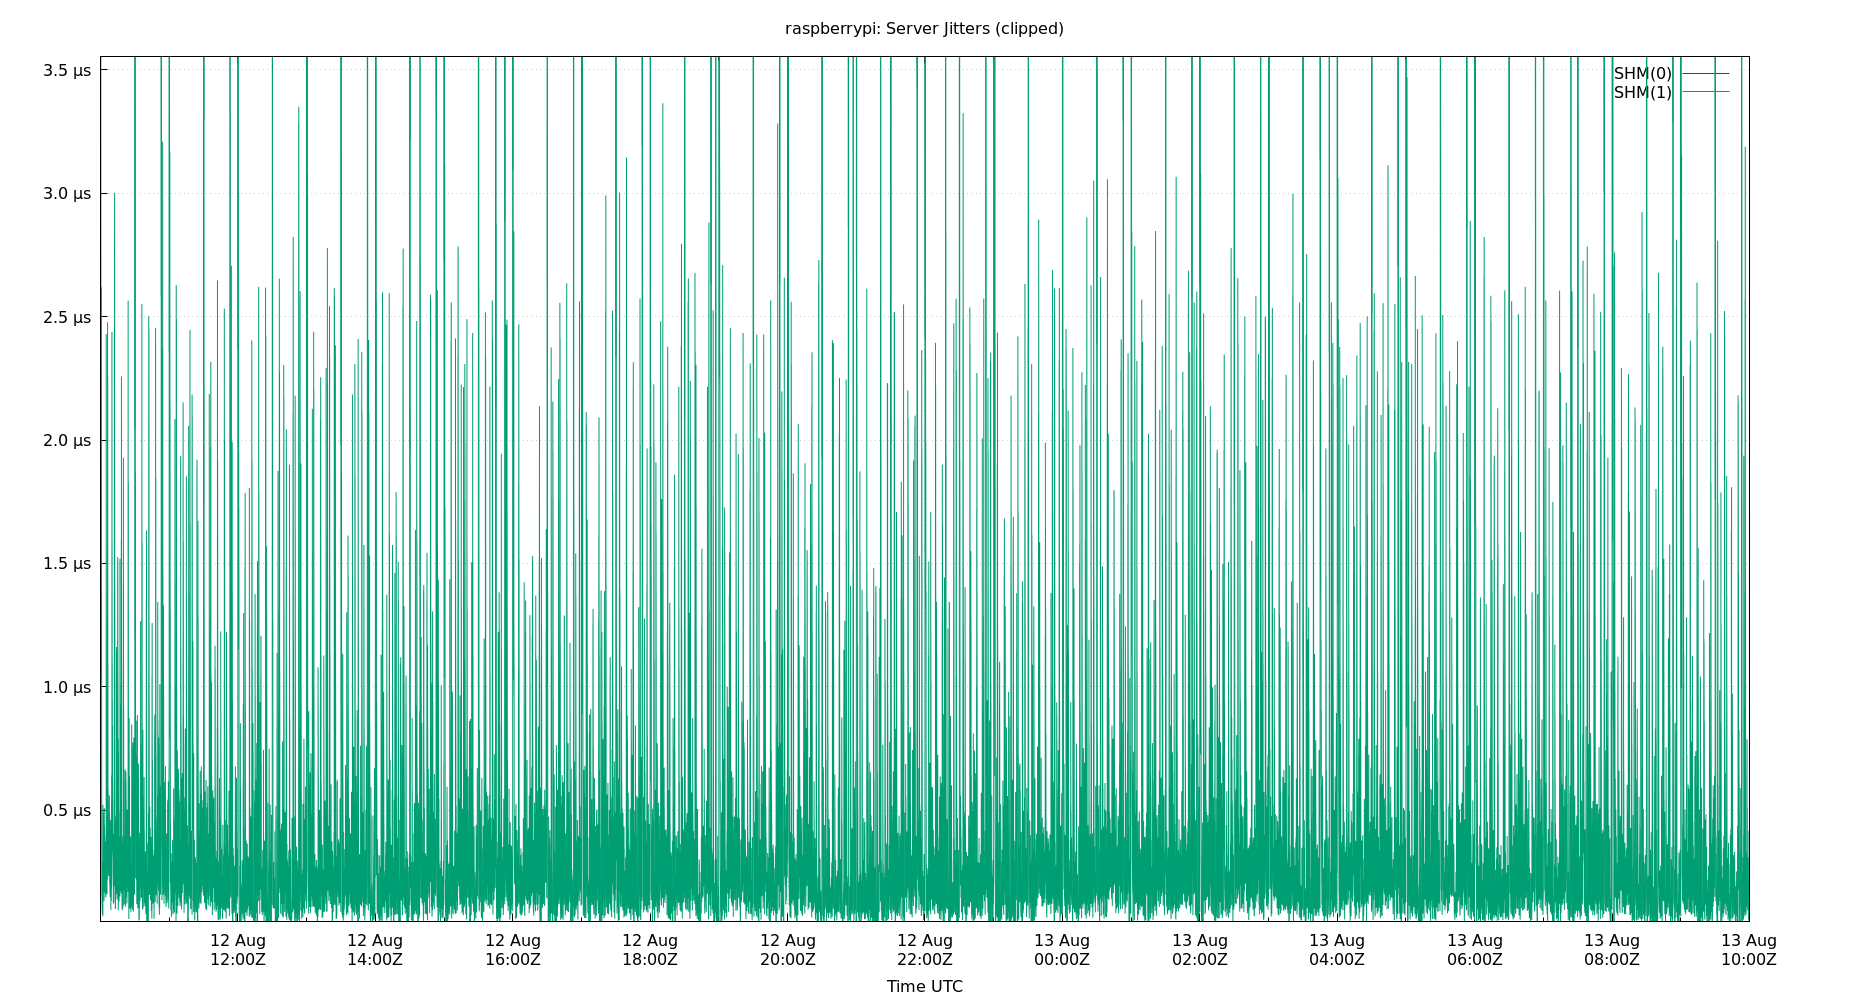 raspberrypi: Server Jitters (clipped)
3.5 μs
3.0 μs
2.5 μs
2.0 μs
1.5 μs
1.0 μs
0.5 μs
SHM(0)
SHM(1)
12 Aug 12 Aug 12 Aug 12 Aug 12 Aug 12 Aug 13 Aug 13 Aug 13 Aug 13 Aug 13 Aug 13 Aug
12:00Z 14:00Z 16:00Z 18:00Z 20:00Z 22:00Z 00:00Z 02:00Z 04:00Z 06:00Z 08:00Z 10:00Z
Time UTC